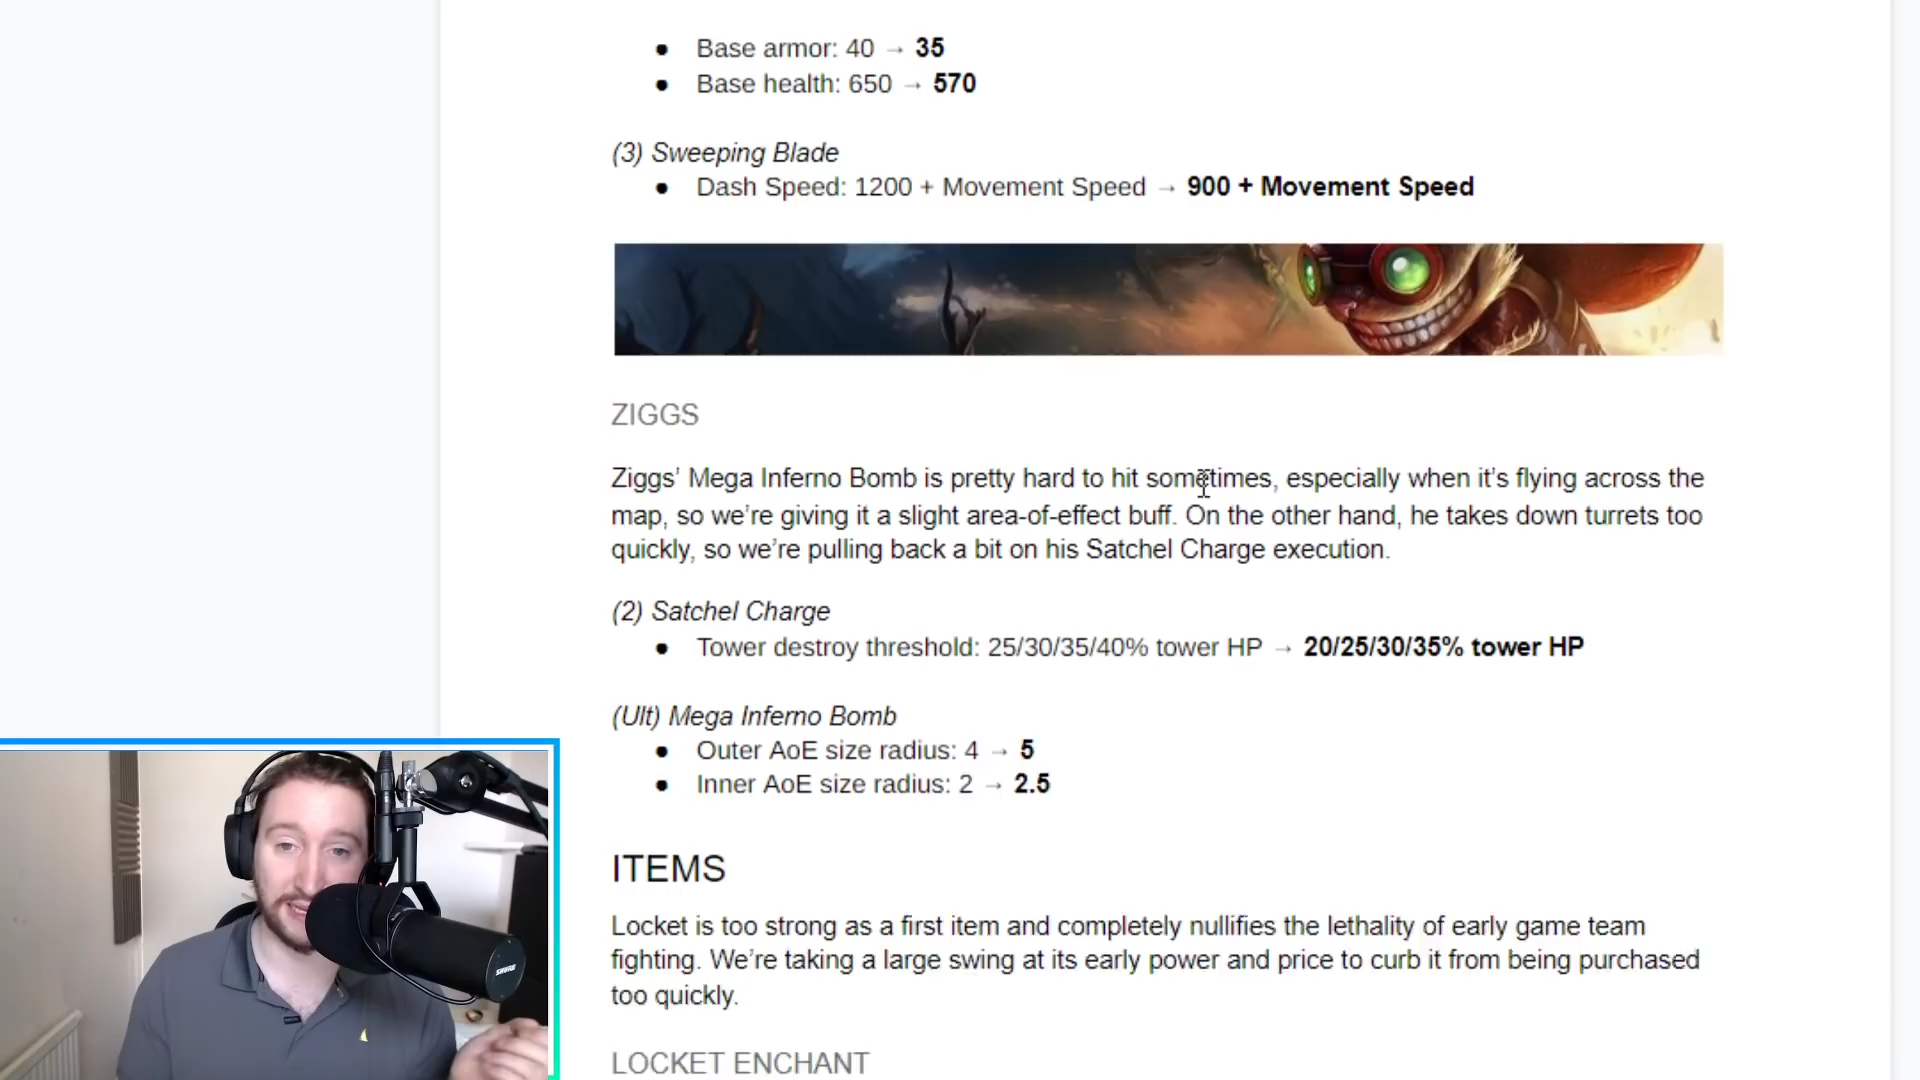 ● Base armor: 40 → 35
● Base health: 650 → 570
(3) Sweeping Blade
● Dash Speed: 1200 + Movement Speed → 900 + Movement Speed
ZIGGS
Ziggs’ Mega Inferno Bomb is pretty hard to hit sometimes, especially when it’s flying across the
map, so we’re giving it a slight area-of-effect buff. On the other hand, he takes down turrets too
quickly, so we’re pulling back a bit on his Satchel Charge execution.
(2) Satchel Charge
● Tower destroy threshold: 25/30/35/40% tower HP → 20/25/30/35% tower HP
(Ult) Mega Inferno Bomb
● Outer AoE size radius: 4 → 5
● Inner AoE size radius: 2 → 2.5
ITEMS
Locket is too strong as a first item and completely nullifies the lethality of early game team
fighting. We’re taking a large swing at its early power and price to curb it from being purchased
too quickly.
LOCKET ENCHANT
SHURE